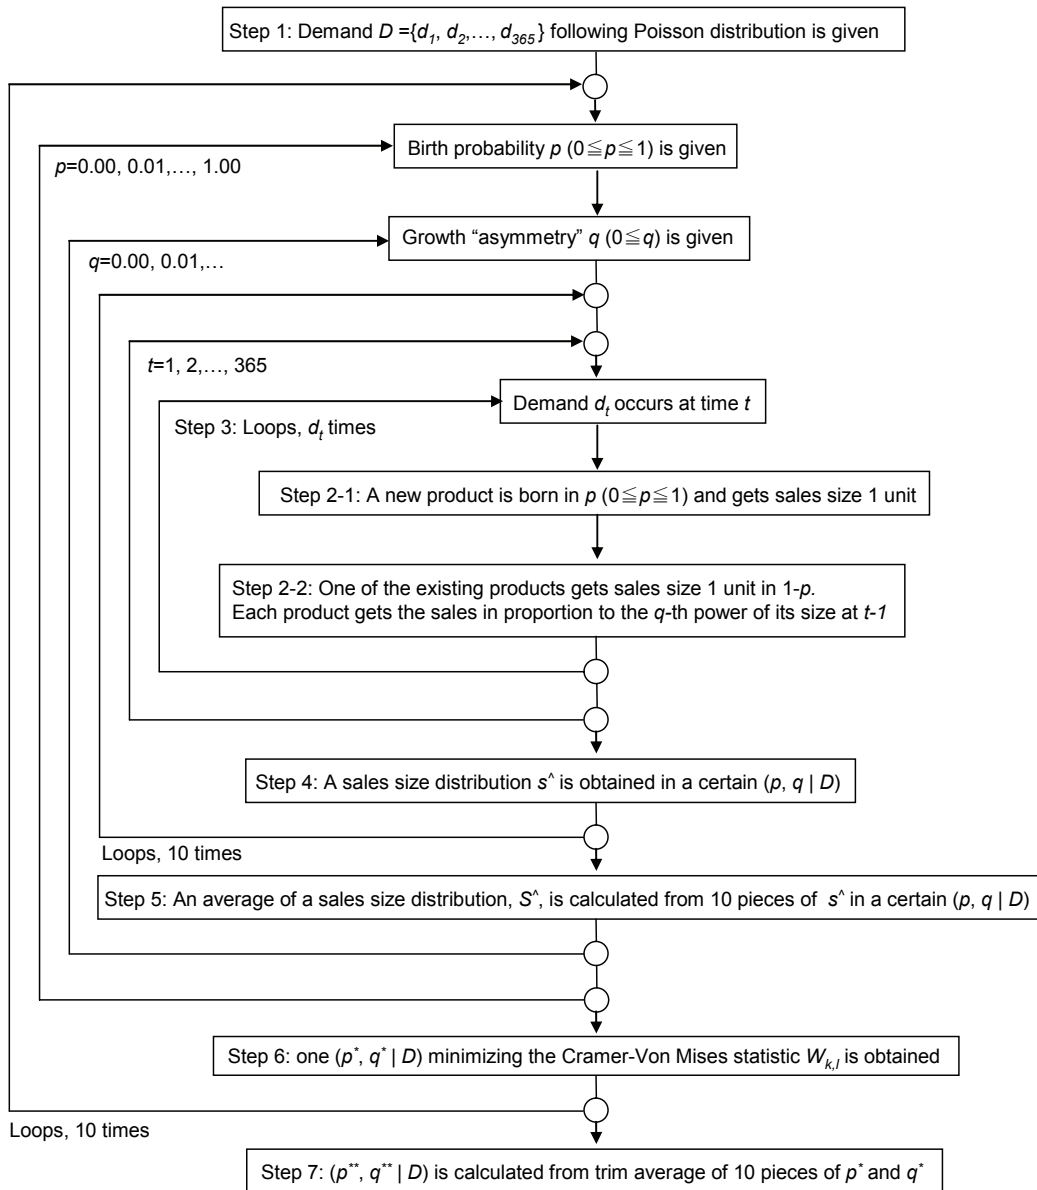 Step 1: Demand D ={d1, d2,…, d365} following Poisson distribution is given
Birth probability p (0≦p≦1) is given
p=0.00, 0.01,…, 1.00
Growth “asymmetry” q (0≦q) is given
q=0.00, 0.01,…
t=1, 2,…, 365
Demand dt occurs at time t
Step 3: Loops, dt times
Step 2-1: A new product is born in p (0≦p≦1) and gets sales size 1 unit
Step 2-2: One of the existing products gets sales size 1 unit in 1-p.
Each product gets the sales in proportion to the q-th power of its size at t-1
Step 4: A sales size distribution s^ is obtained in a certain (p, q | D)
Loops, 10 times
Step 5: An average of a sales size distribution, S^, is calculated from 10 pieces of s^ in a certain (p, q | D)
Step 6: one (p*, q* | D) minimizing the Cramer-Von Mises statistic Wk,l is obtained
Loops, 10 times
Step 7: (p**, q** | D) is calculated from trim average of 10 pieces of p* and q*